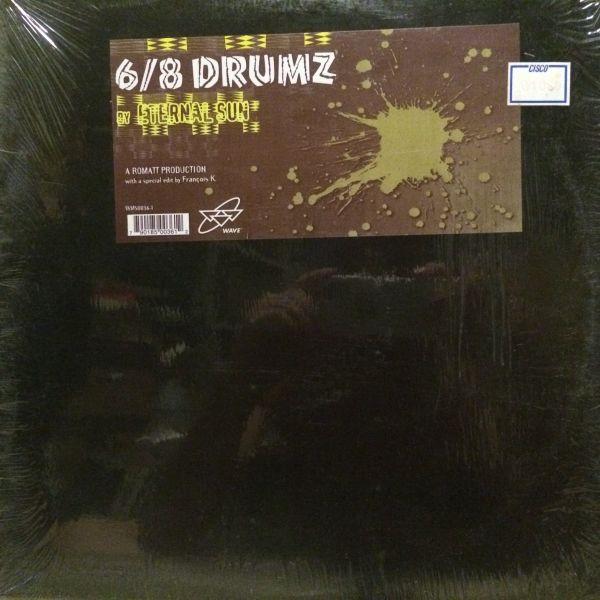 6/8 DRUMZ
BY ETERNAL SUN
A ROMATT PRODUCTION
with a special edit by François K.
WAVE
CISCO